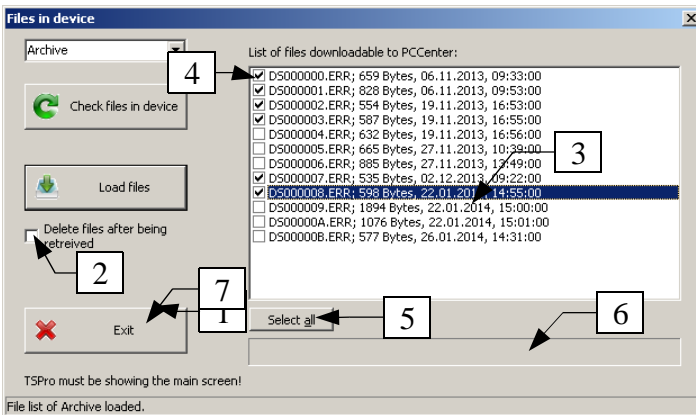 Files in device
Archive
List of files downloadable to PCCenter:
4
DS000000.ERR; 659 Bytes, 06.11.2013, 09:33:00
DS000001.ERR; 828 Bytes, 06.11.2013, 09:53:00
DS000002.ERR; 554 Bytes, 19.11.2013, 16:53:00
DS000003.ERR; 587 Bytes, 19.11.2013, 16:55:00
DS000004.ERR; 632 Bytes, 19.11.2013, 16:56:00
DS000005.ERR; 665 Bytes, 27.11.2013, 10:39:00
DS000006.ERR; 885 Bytes, 27.11.2013, 13:49:00
DS000007.ERR; 535 Bytes, 02.12.2013, 09:22:00
DS000008.ERR; 598 Bytes, 22.01.2014, 14:55:00
DS000009.ERR; 1894 Bytes, 22.01.2014, 15:00:00
DS00000A.ERR; 1076 Bytes, 22.01.2014, 15:01:00
DS00000B.ERR; 577 Bytes, 26.01.2014, 14:31:00
3
Check files in device
Load files
Delete files after being
retreived
2
7
1
Exit
Select all
5
6
TSPro must be showing the main screen!
File list of Archive loaded.